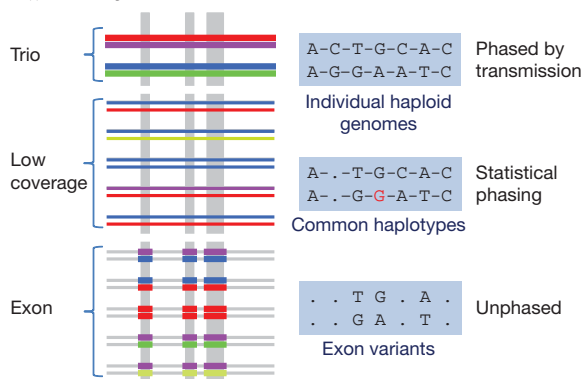 Trio
A-C-T-G-C-A-C
A-G-G-A-A-T-C
Phased by
transmission
Individual haploid
genomes
Low
coverage
A-.-T-G-C-A-C
A-.-G-G-A-T-C
Statistical
phasing
Common haplotypes
Exon
. . T G . A .
. . G A . T .
Unphased
Exon variants